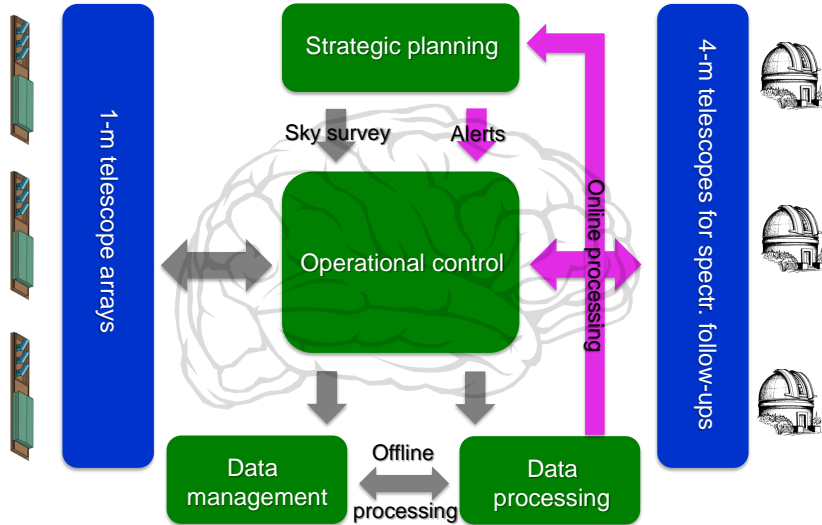 Strategic planning
Sky survey
Alerts
1-m telescope arrays
Operational control
Online processing
4-m telescopes for spectr. follow-ups
Data
management
Offline
processing
Data
processing